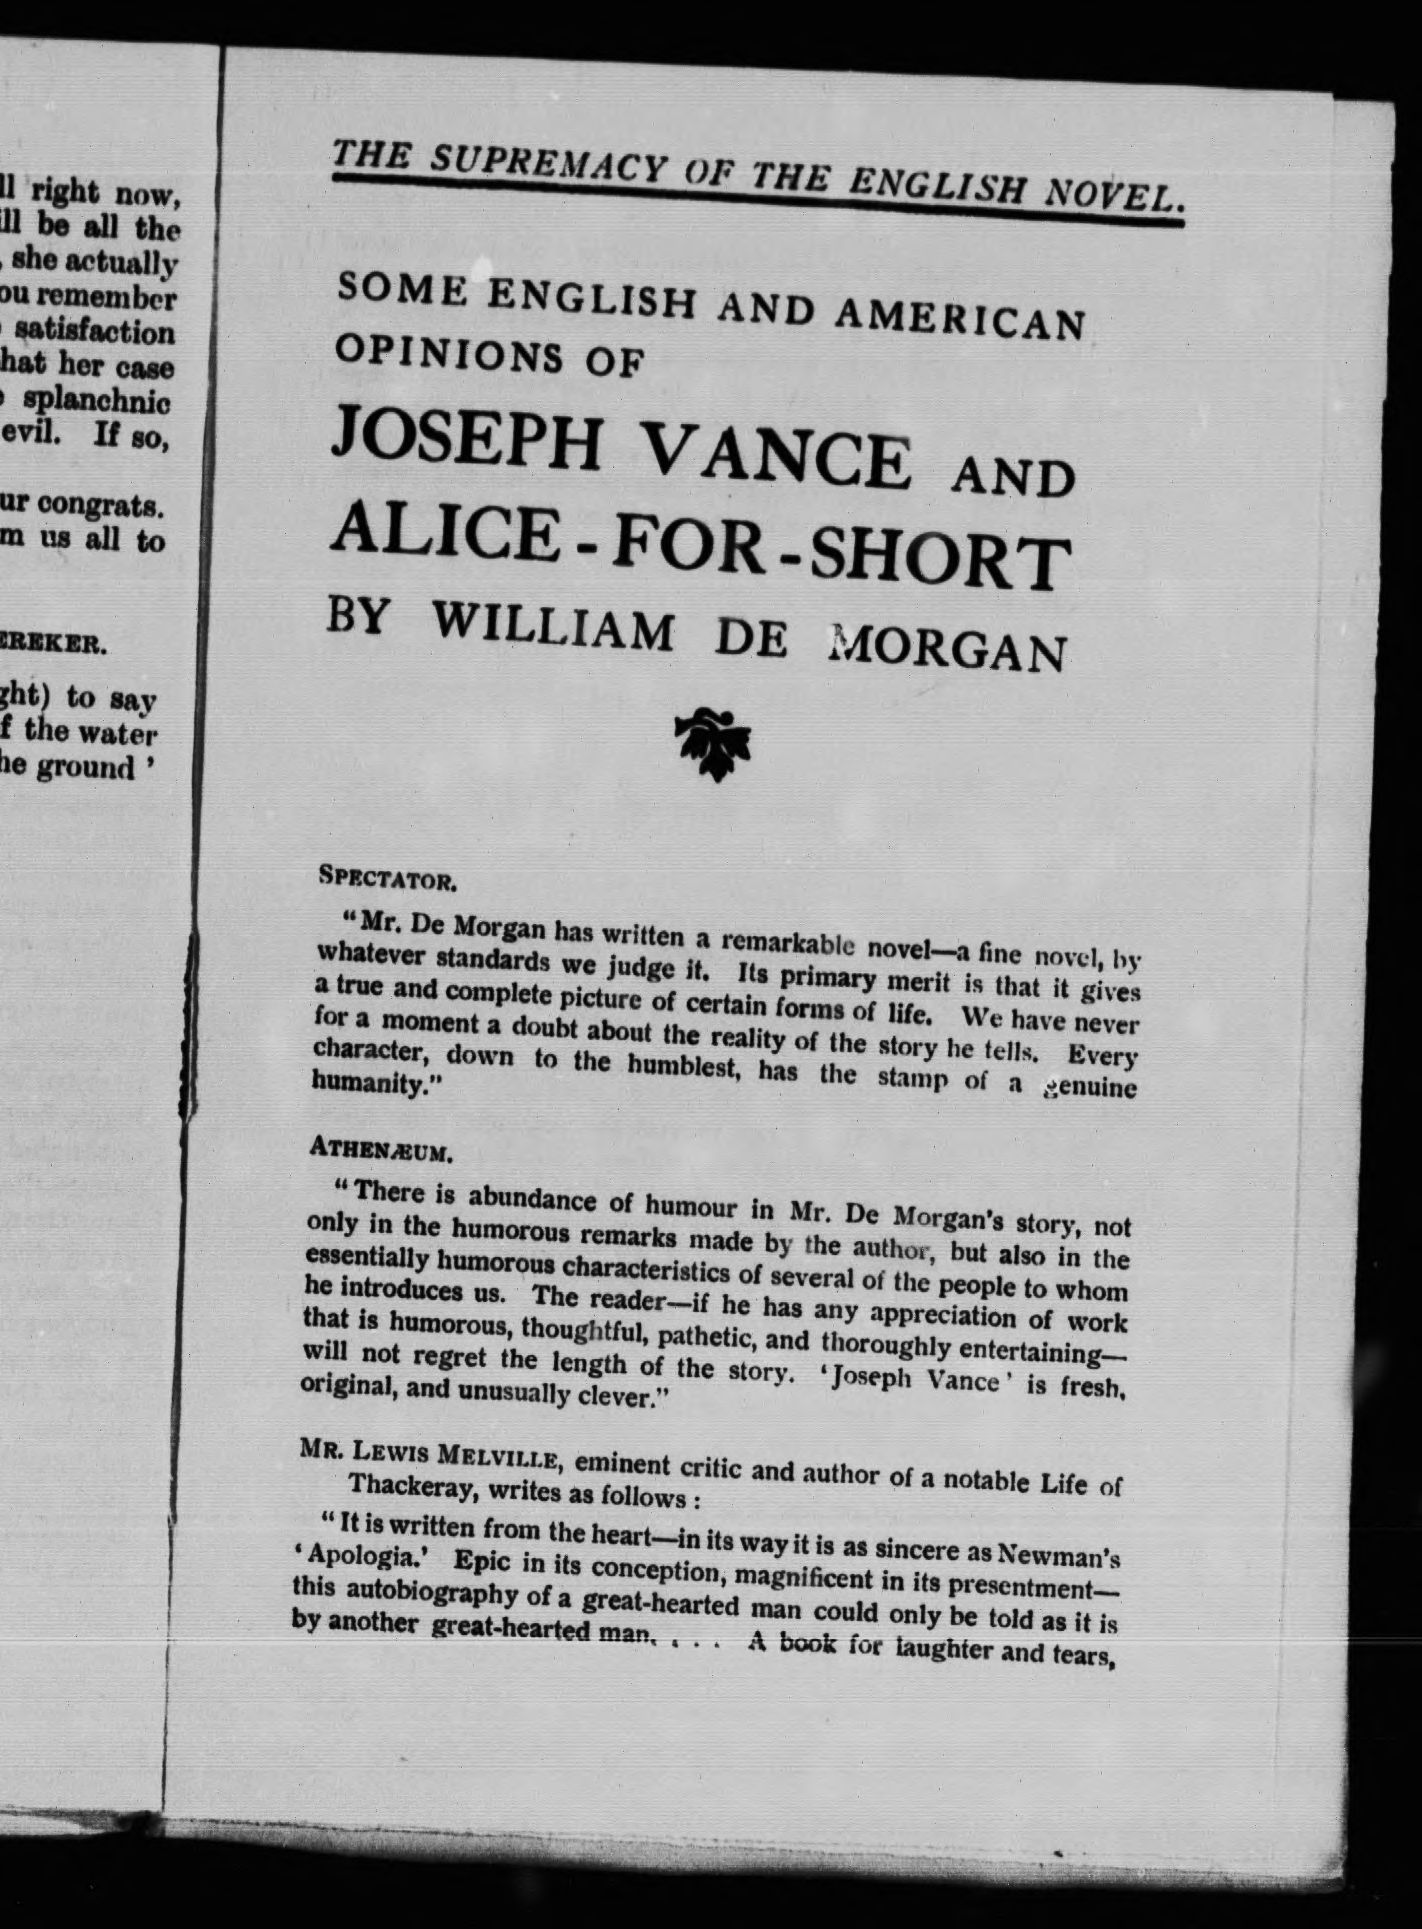 ll right now,
ill be all the
, she actually
ou remember
satisfaction
hat her case
splanchnic
evil. If so,
ur congrats.
m us all to
EREKER.
ght) to say
f the water
he ground '
THE SUPREMACY OF THE ENGLISH NOVEL.
SOME ENGLISH AND AMERICAN
OPINIONS OF
JOSEPH VANCE AND
ALICE-FOR-SHORT
BY WILLIAM DE MORGAN
SPECTATOR.
"Mr. De Morgan has written a remarkable novel—a fine novel, by
whatever standards we judge it. Its primary merit is that it gives
a true and complete picture of certain forms of life. We have never
for a moment a doubt about the reality of the story he tells. Every
character, down to the humblest, has the stamp of a genuine
humanity."
ATHENÆUM.
"There is abundance of humour in Mr. De Morgan's story, not
only in the humorous remarks made by the author, but also in the
essentially humorous characteristics of several of the people to whom
he introduces us. The reader—if he has any appreciation of work
that is humorous, thoughtful, pathetic, and thoroughly entertaining—
will not regret the length of the story. 'Joseph Vance' is fresh,
original, and unusually clever."
MR. LEWIS MELVILLE, eminent critic and author of a notable Life of
Thackeray, writes as follows:
"It is written from the heart—in its way it is as sincere as Newman's
'Apologia.' Epic in its conception, magnificent in its presentment—
this autobiography of a great-hearted man could only be told as it is
by another great-hearted man. . . . A book for laughter and tears,